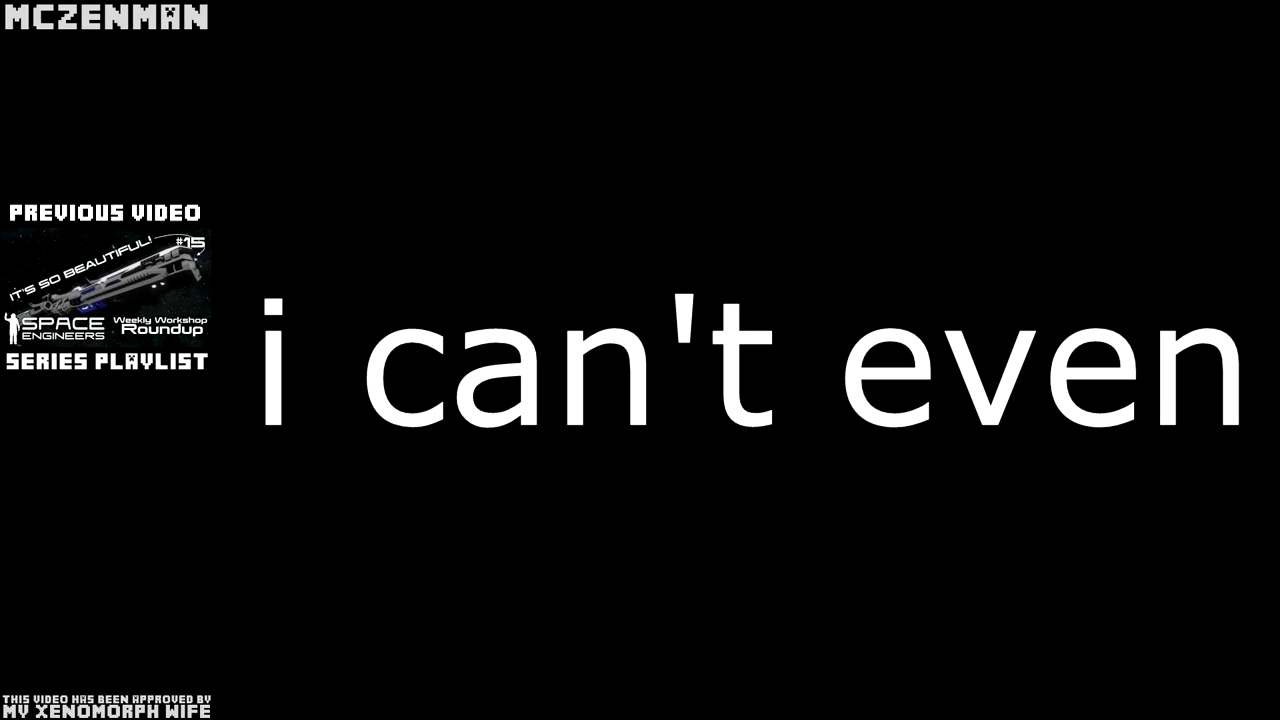 MCZENMAN
PREVIOUS VIDEO
#15
IT'S SO BEAUTIFUL!
SPACE ENGINEERS
Weekly Workshop
Roundup
SERIES PLAYLIST
i can't even
THIS VIDEO HAS BEEN APPROVED BY
MY XENOMORPH WIFE